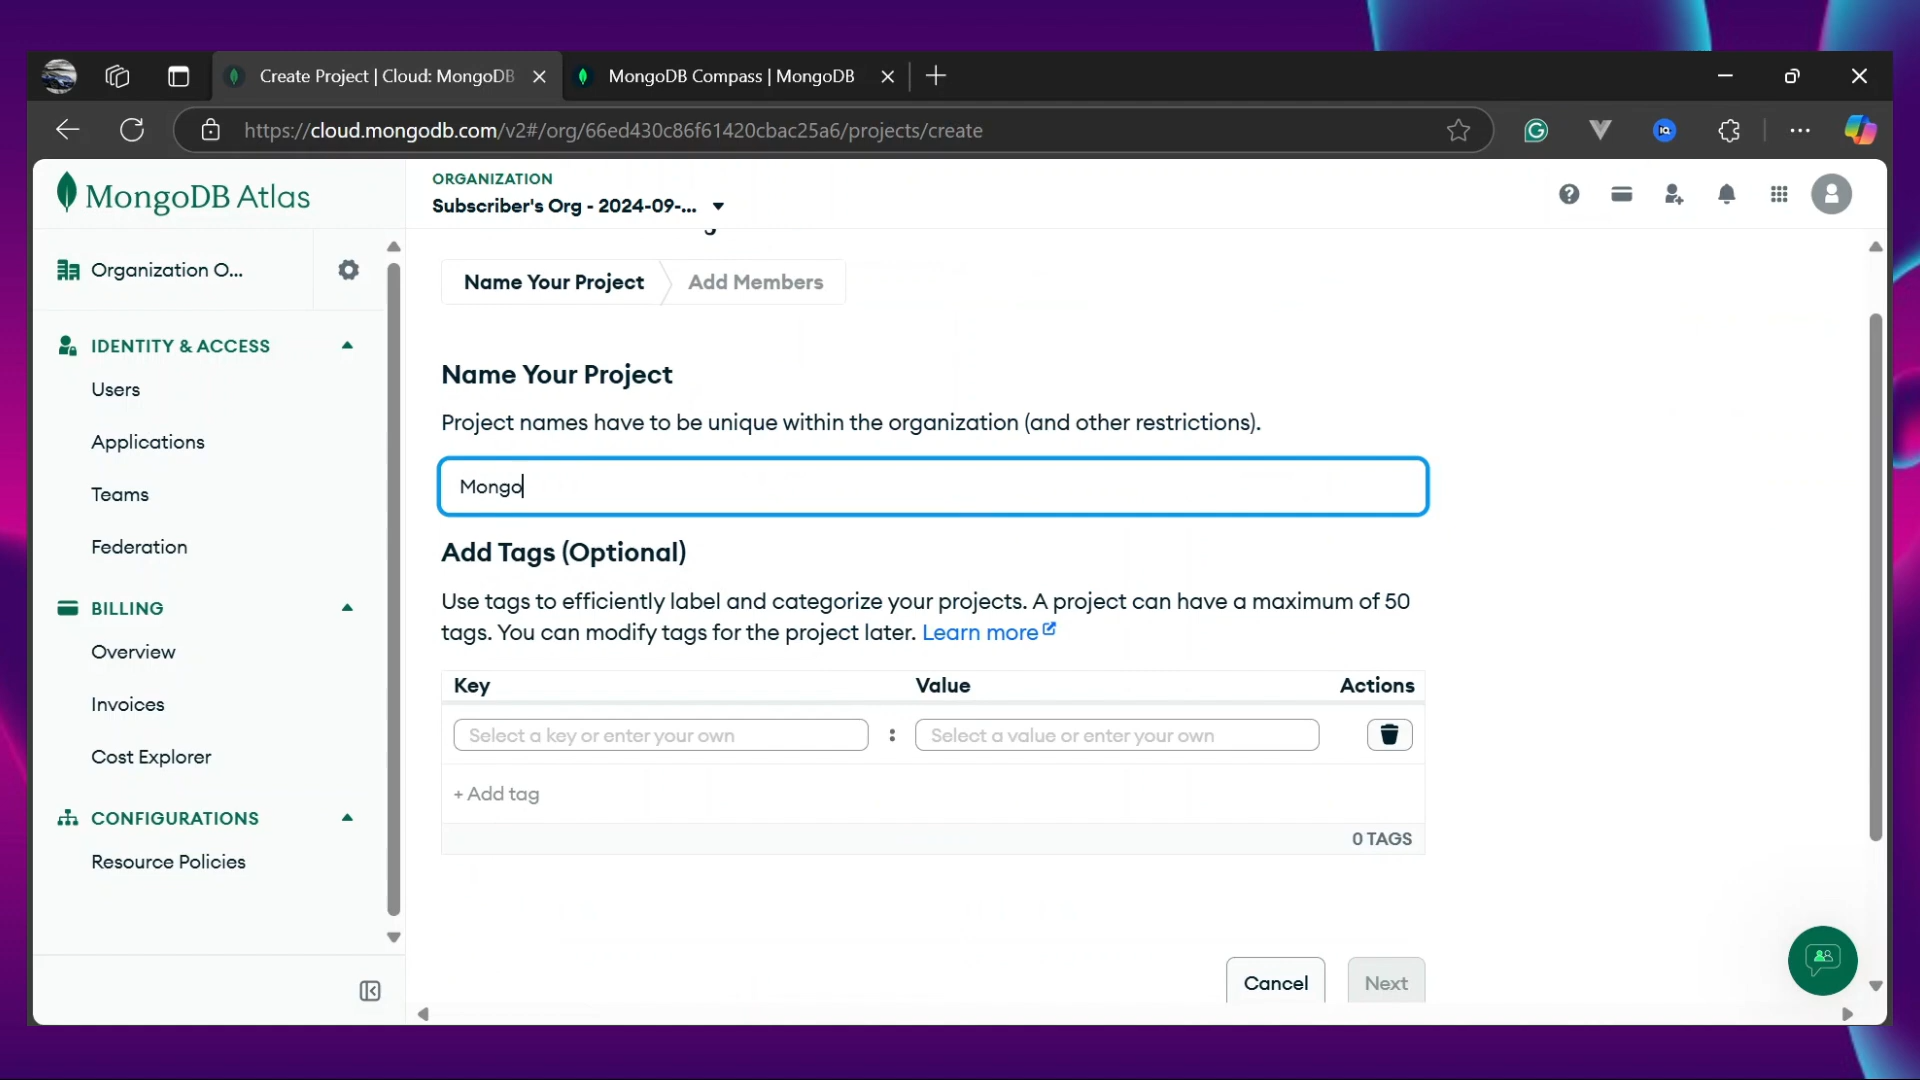 Create Project | Cloud: MongoDB
MongoDB Compass | MongoDB
https://cloud.mongodb.com/v2#/org/66ed430c86f61420cbac25a6/projects/create
MongoDB Atlas
ORGANIZATION
Subscriber's Org - 2024-09-...
Organization O...
IDENTITY & ACCESS
Users
Applications
Teams
Federation
BILLING
Overview
Invoices
Cost Explorer
CONFIGURATIONS
Resource Policies
Name Your Project
Add Members
Name Your Project
Project names have to be unique within the organization (and other restrictions).
Mongo
Add Tags (Optional)
Use tags to efficiently label and categorize your projects. A project can have a maximum of 50
tags. You can modify tags for the project later. Learn more
Key
Value
Actions
Select a key or enter your own
:
Select a value or enter your own
+ Add tag
0 TAGS
Cancel
Next